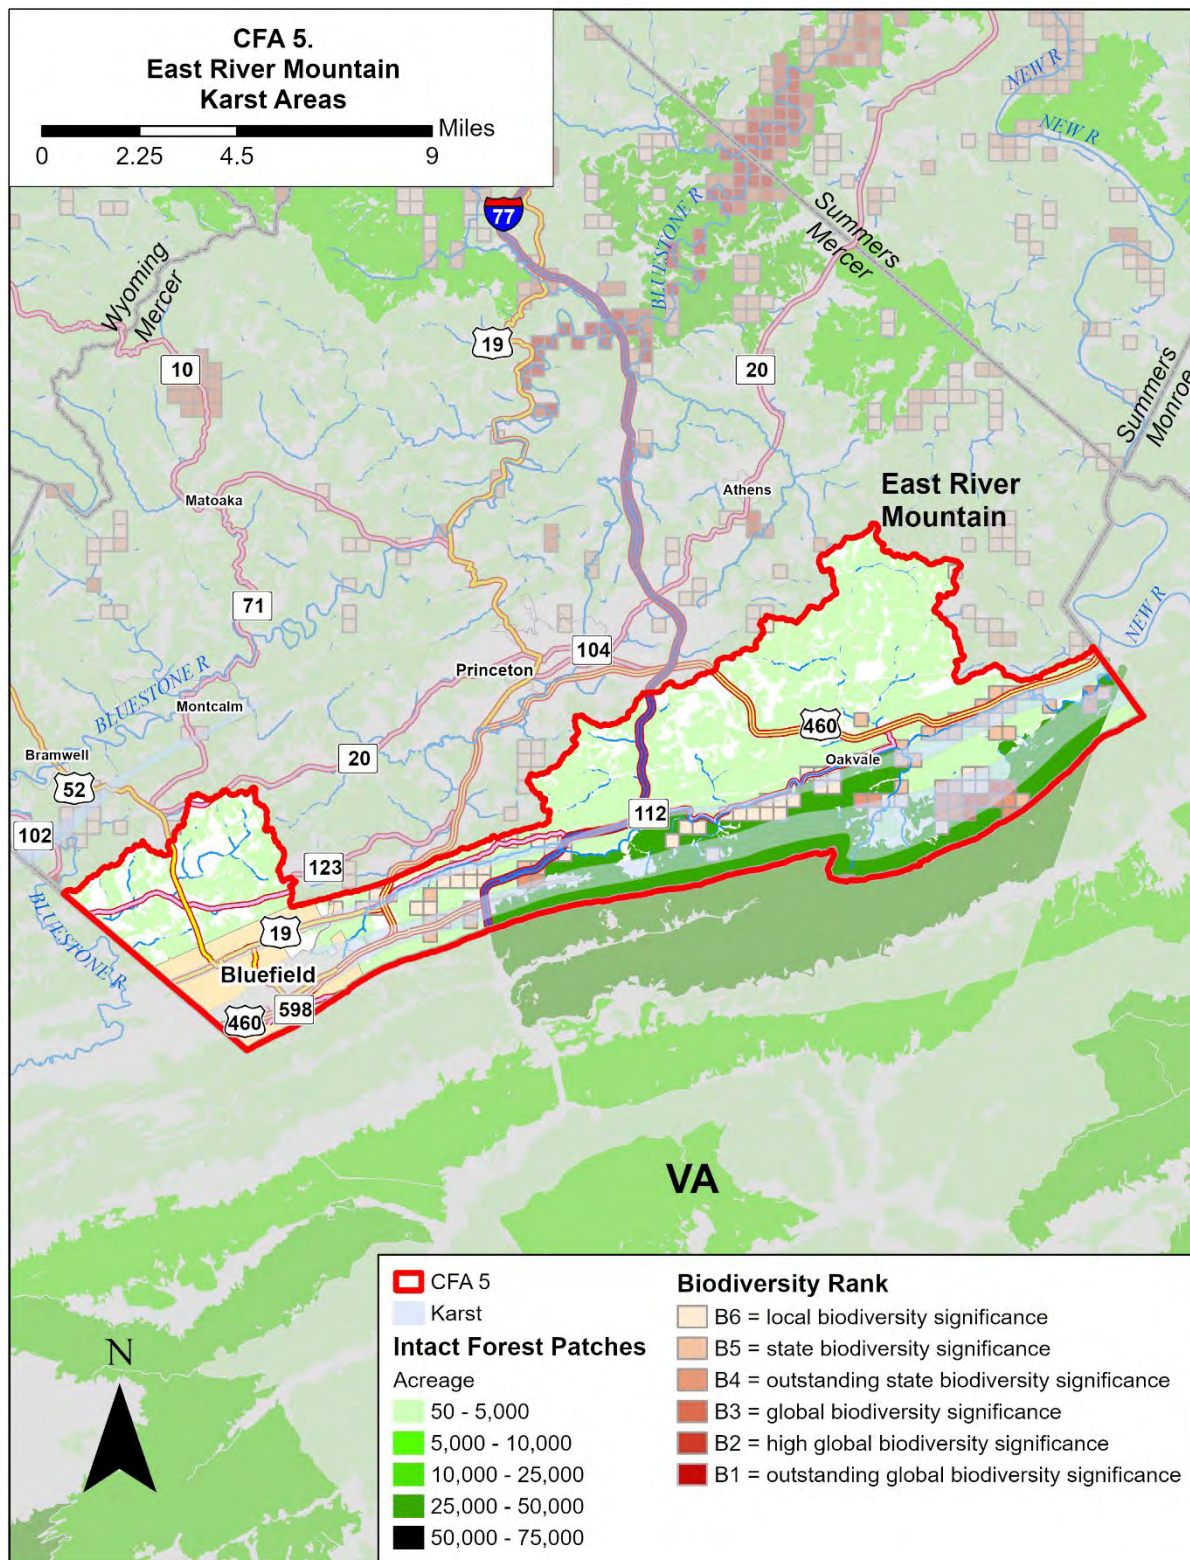 CFA 5.
East River Mountain
Karst Areas
Miles
0 2.25 4.5 9
77
NEW R
NEW R
Summers
Mercer
BLUESTONE R
Wyoming
Mercer
19
10
20
Summers
Monroe
Matoaka
Athens
East River
Mountain
71
NEW R
104
Princeton
BLUESTONE R
Montcalm
460
20
Oakvale
Bramwell
52
112
102
123
BLUESTONE R
19
Bluefield
598
460
VA
N
CFA 5
Karst
Intact Forest Patches
Acreage
50 - 5,000
5,000 - 10,000
10,000 - 25,000
25,000 - 50,000
50,000 - 75,000
Biodiversity Rank
B6 = local biodiversity significance
B5 = state biodiversity significance
B4 = outstanding state biodiversity significance
B3 = global biodiversity significance
B2 = high global biodiversity significance
B1 = outstanding global biodiversity significance